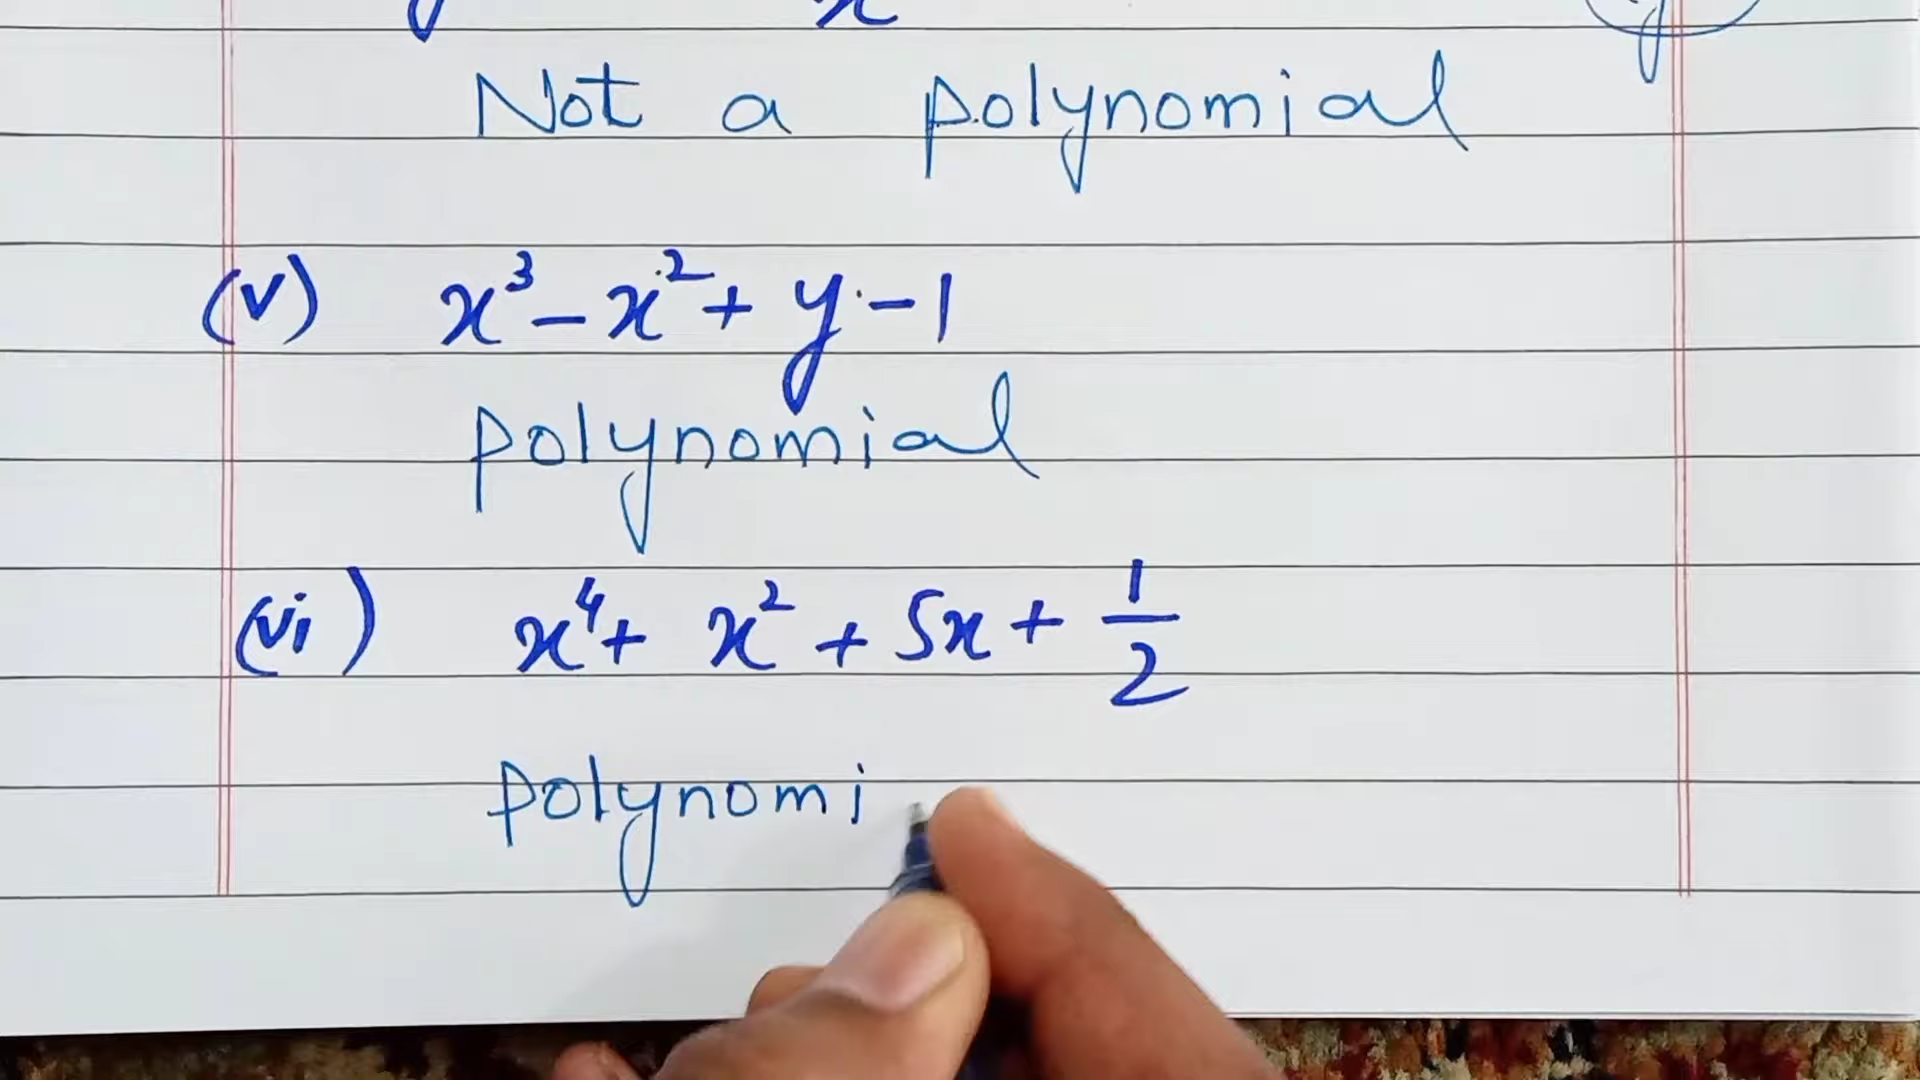 Not a polynomial
(v) x³ - x² + y - 1
polynomial
(vi) x⁴ + x² + 5x + 1/2
polynomi